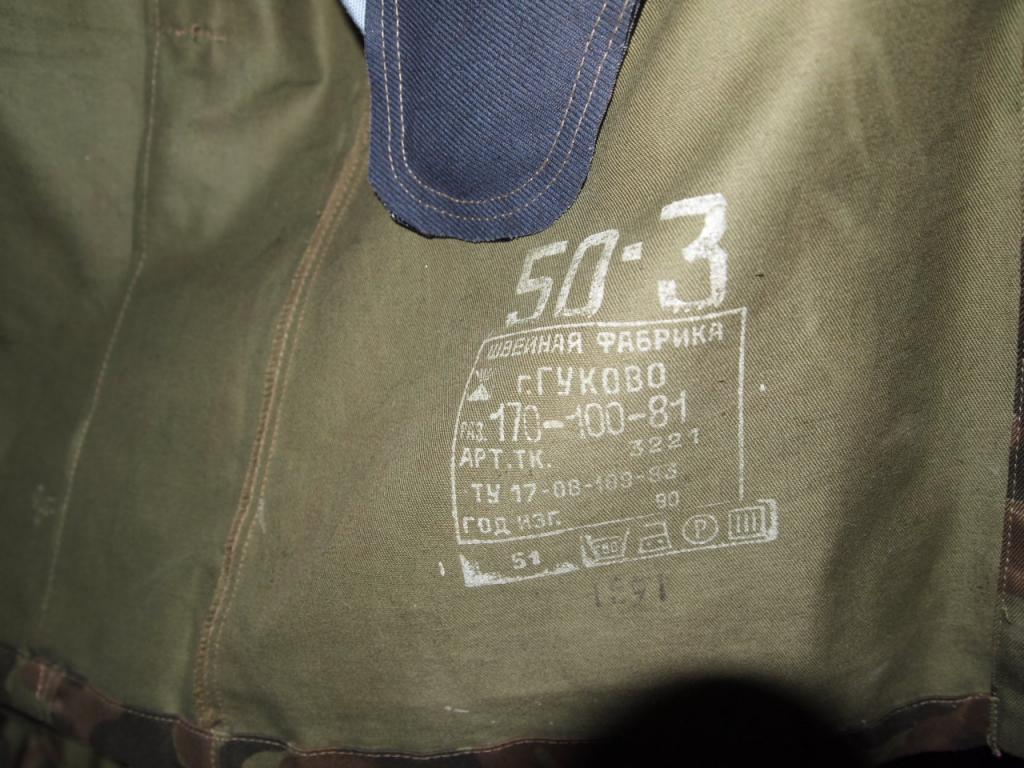 50-3
ШВЕЙНАЯ ФАБРИКА
г. ГУКОВО
РАЗ. 170-100-81
АРТ.ТК. 3221
ТУ 17-08-109-83
ГОД ИЗГ. 90
51 Р